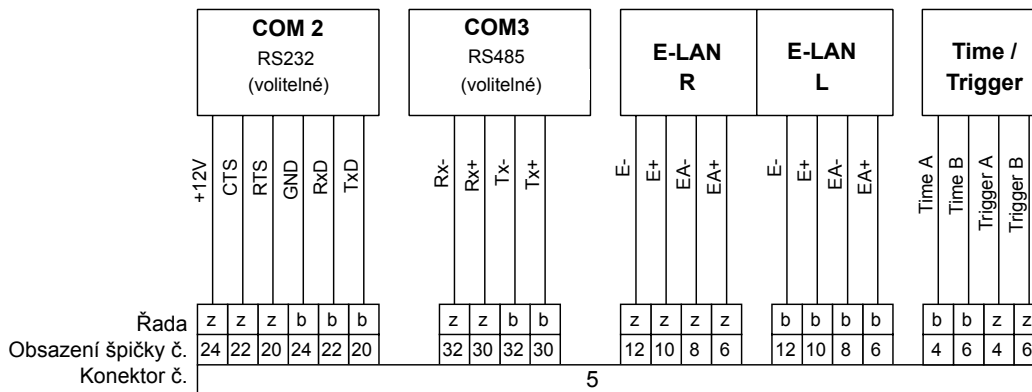 COM 2
RS232
(volitelné)
COM3
RS485
(volitelné)
E-LAN
R
E-LAN
L
Time /
Trigger
+12V
CTS
RTS
GND
RxD
TxD
Rx-
Rx+
Tx-
Tx+
E-
E+
EA-
EA+
E-
E+
EA-
EA+
Time A
Time B
Trigger A
Trigger B
Řada z z z b b b z z b b z z z z b b b b b b z z
Obsazení špičky č. 24 22 20 24 22 20 32 30 32 30 12 10 8 6 12 10 8 6 4 6 4 6
Konektor č. 5